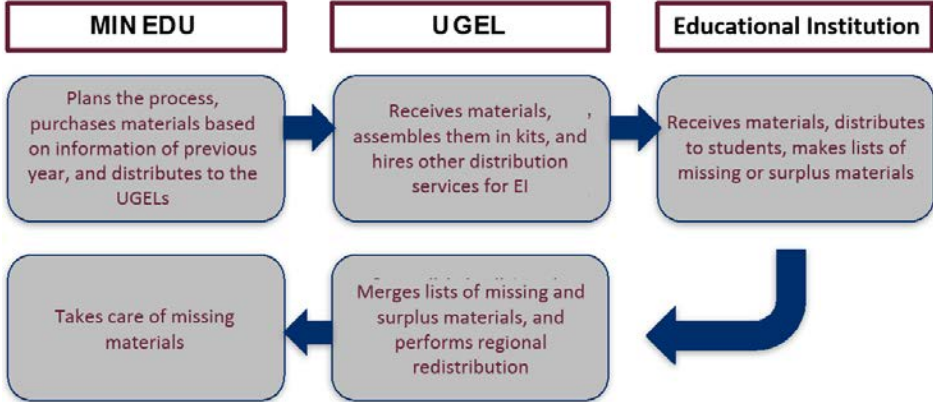 MINEDU
UGEL
Educational Institution
Plans the process,
purchases materials based
on information of previous
year, and distributes to the
UGELs
Receives materials, ,
assembles them in kits, and
hires other distribution
services for EI
Receives materials, distributes
to students, makes lists of
missing or surplus materials
Takes care of missing
materials
Merges lists of missing and
surplus materials, and
performs regional
redistribution